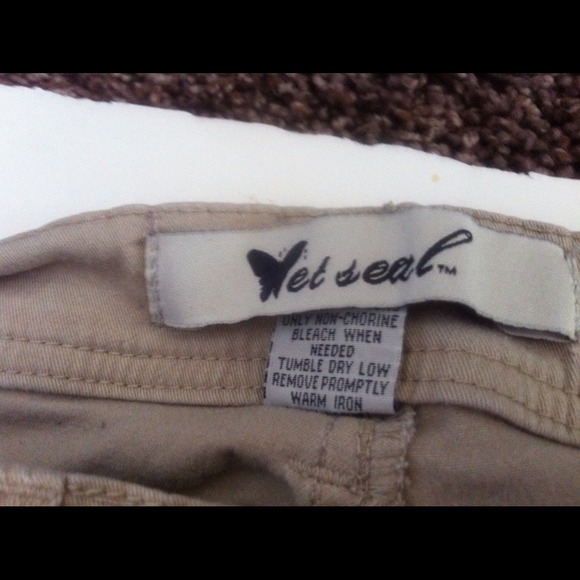 Wet seal™
ONLY NON-CHORINE
BLEACH WHEN
NEEDED
TUMBLE DRY LOW
REMOVE PROMPTLY
WARM IRON